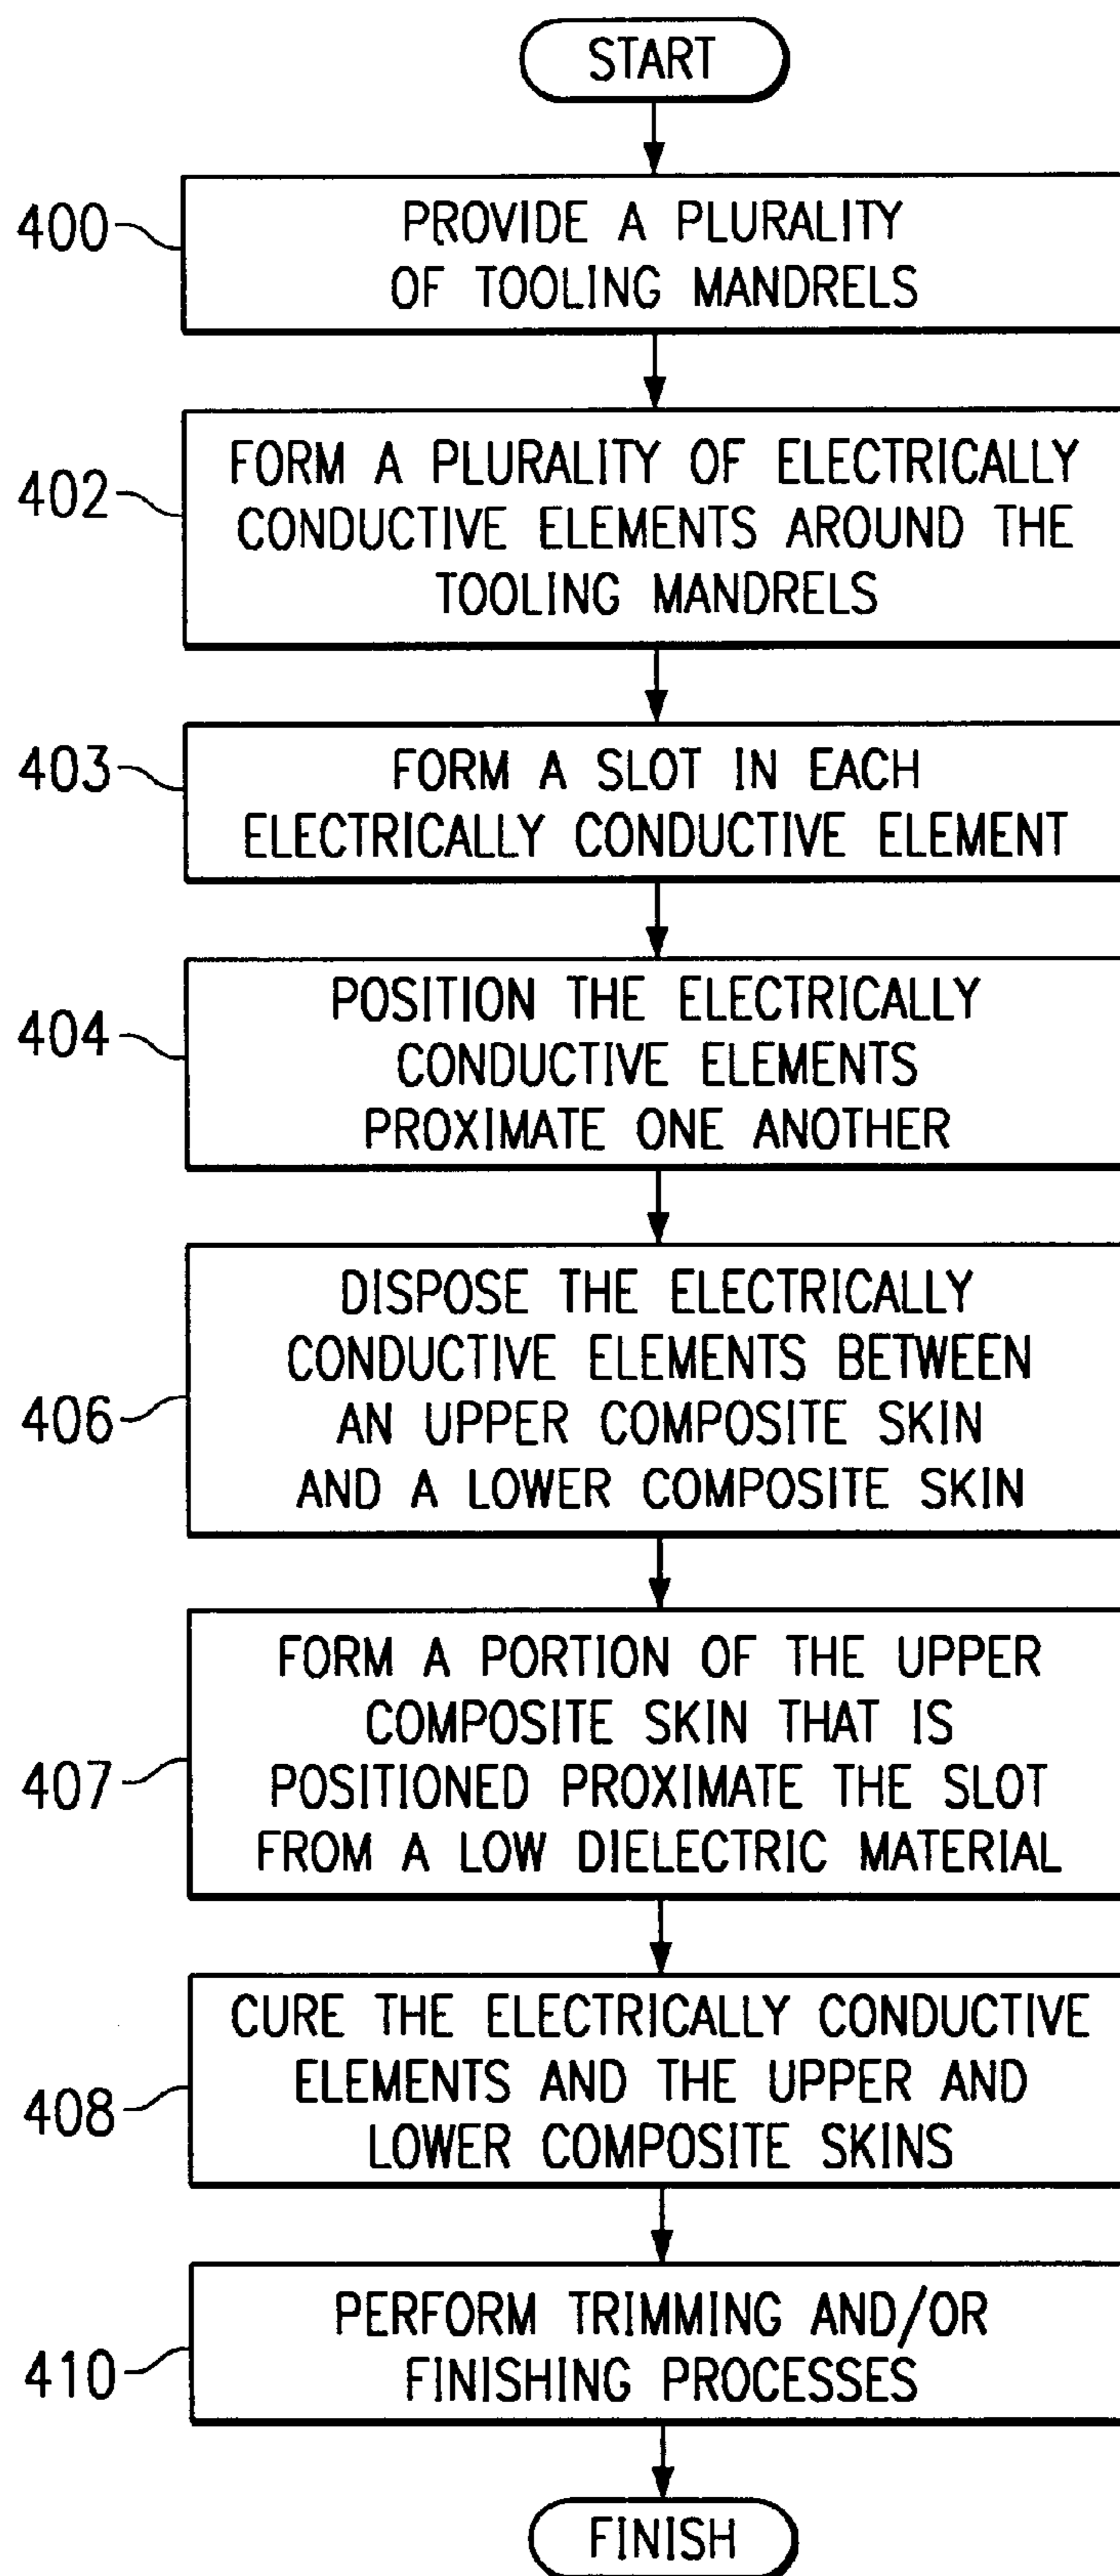 START
400
PROVIDE A PLURALITY
OF TOOLING MANDRELS
402
FORM A PLURALITY OF ELECTRICALLY
CONDUCTIVE ELEMENTS AROUND THE
TOOLING MANDRELS
403
FORM A SLOT IN EACH
ELECTRICALLY CONDUCTIVE ELEMENT
404
POSITION THE ELECTRICALLY
CONDUCTIVE ELEMENTS
PROXIMATE ONE ANOTHER
406
DISPOSE THE ELECTRICALLY
CONDUCTIVE ELEMENTS BETWEEN
AN UPPER COMPOSITE SKIN
AND A LOWER COMPOSITE SKIN
407
FORM A PORTION OF THE UPPER
COMPOSITE SKIN THAT IS
POSITIONED PROXIMATE THE SLOT
FROM A LOW DIELECTRIC MATERIAL
408
CURE THE ELECTRICALLY CONDUCTIVE
ELEMENTS AND THE UPPER AND
LOWER COMPOSITE SKINS
410
PERFORM TRIMMING AND/OR
FINISHING PROCESSES
FINISH